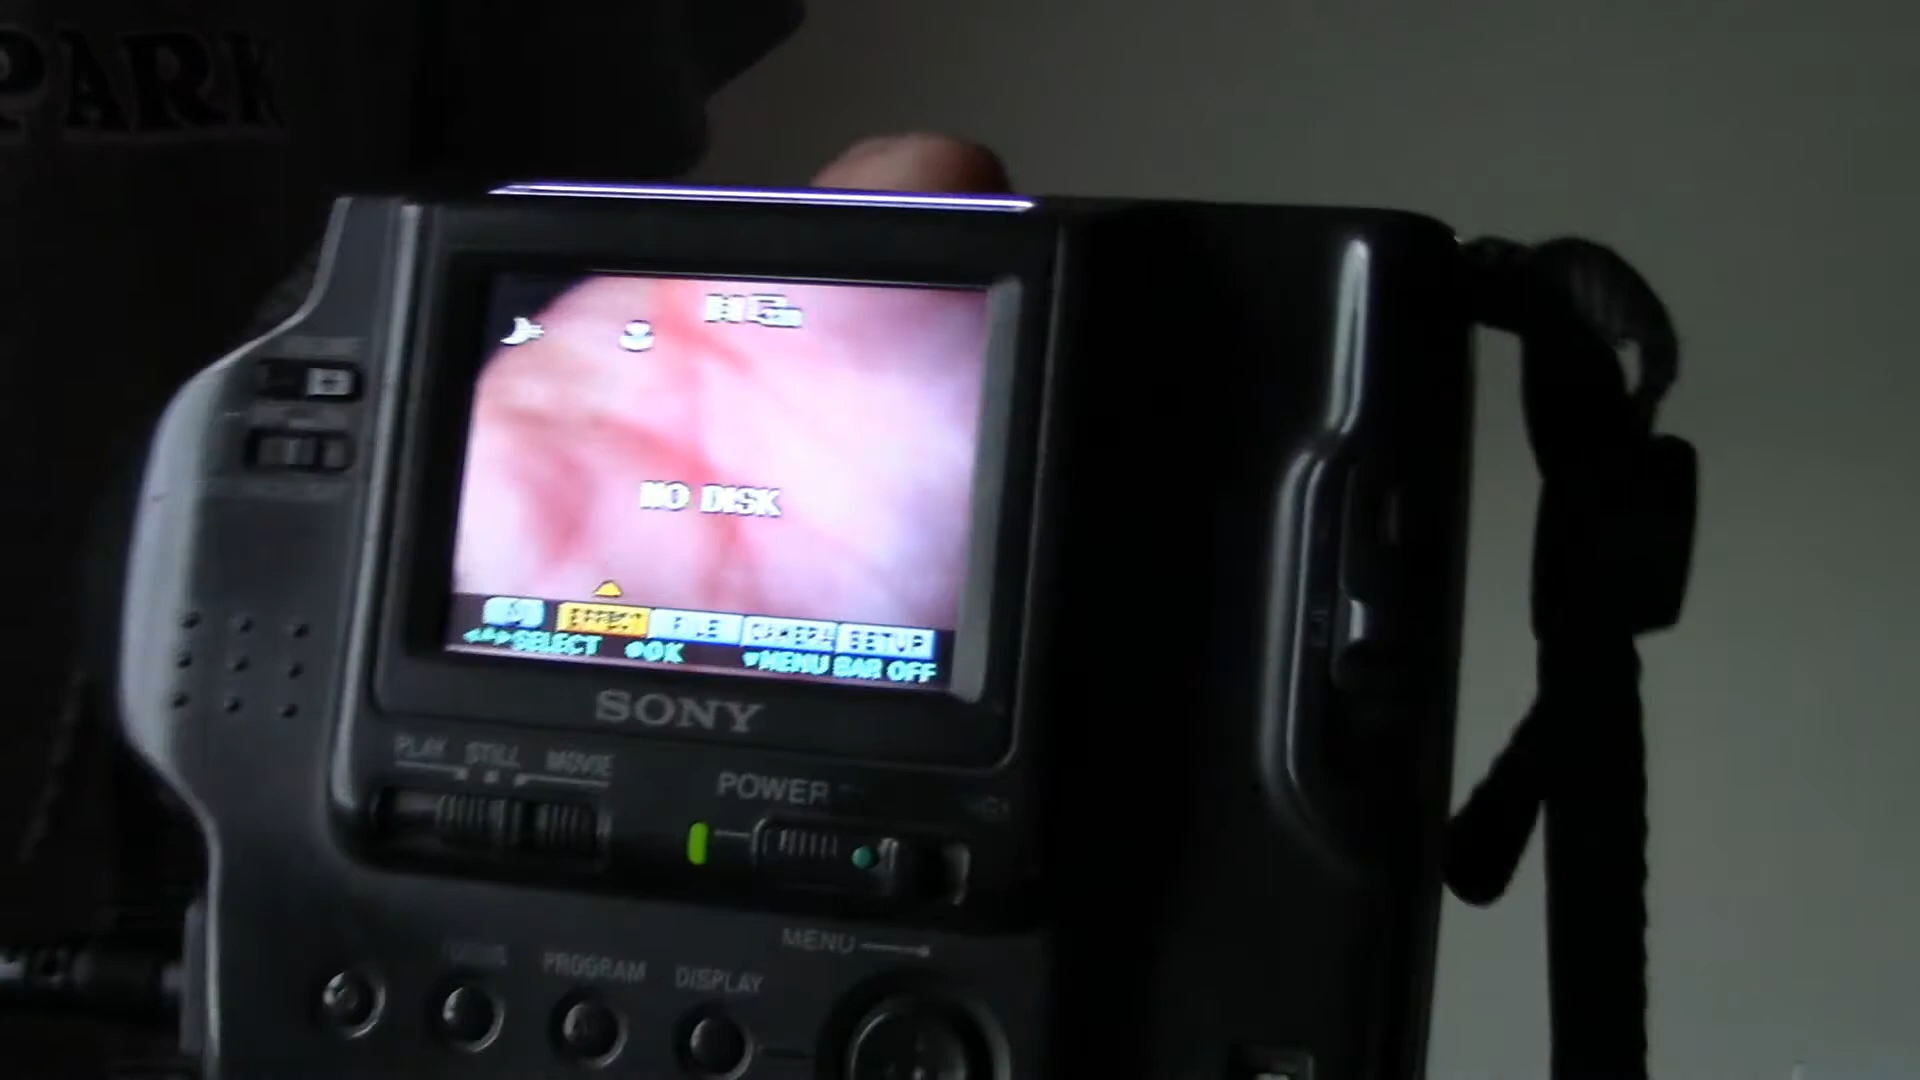 PARK
NO DISK
EFFECT FILE CAMERA SETUP
SELECT OK MENU BAR OFF
SONY
PLAY STILL MOVIE
POWER
MENU
FOCUS PROGRAM DISPLAY